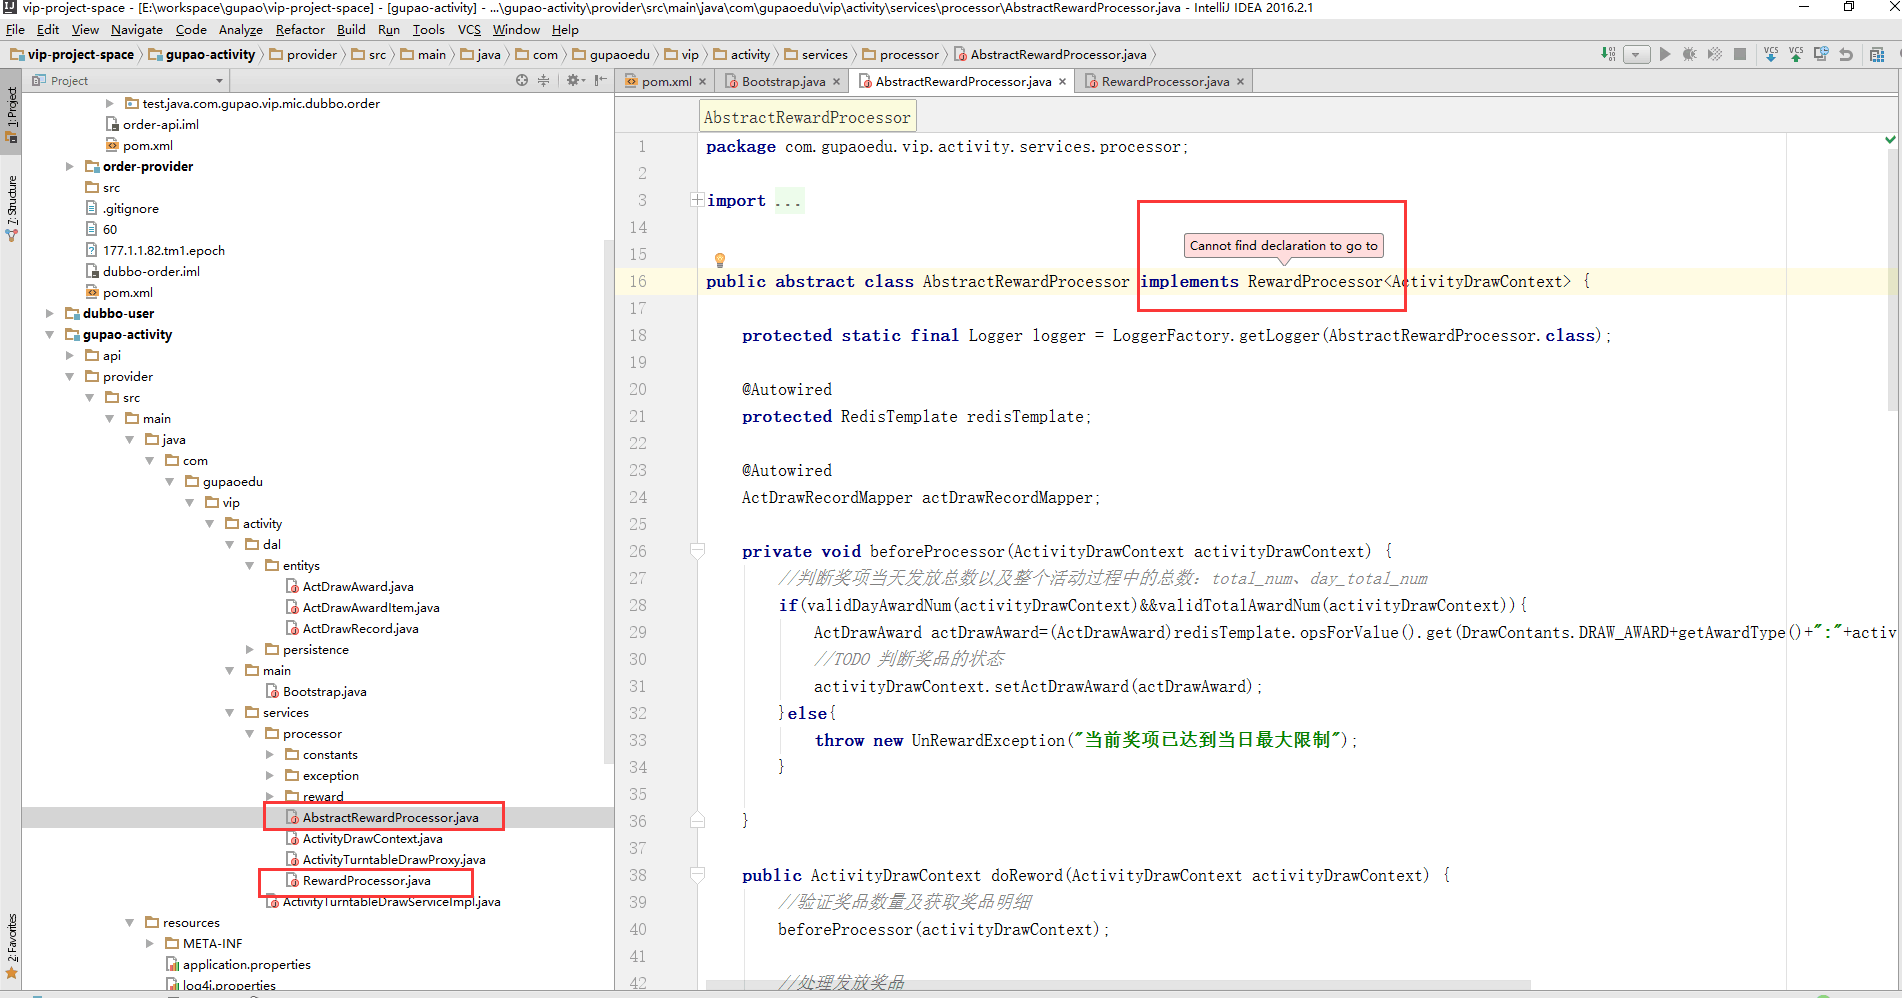 vip-project-space - [E:\workspace\gupao\vip-project-space] - [gupao-activity] - ...\gupao-activity\provider\src\main\java\com\gupaoedu\vip\activity\services\processor\AbstractRewardProcessor.java - IntelliJ IDEA 2016.2.1
File Edit View Navigate Code Analyze Refactor Build Run Tools VCS Window Help
vip-project-space gupao-activity provider src main java com gupaoedu vip activity services processor AbstractRewardProcessor.java
Project
1: Project
7: Structure
2: Favorites
test.java.com.gupao.vip.mic.dubbo.order
order-api.iml
pom.xml
order-provider
src
.gitignore
60
177.1.1.82.tm1.epoch
dubbo-order.iml
pom.xml
dubbo-user
gupao-activity
api
provider
src
main
java
com
gupaoedu
vip
activity
dal
entitys
ActDrawAward.java
ActDrawAwardItem.java
ActDrawRecord.java
persistence
main
Bootstrap.java
services
processor
constants
exception
reward
AbstractRewardProcessor.java
ActivityDrawContext.java
ActivityTurntableDrawProxy.java
RewardProcessor.java
ActivityTurntableDrawServiceImpl.java
resources
META-INF
application.properties
log4j.properties
pom.xml Bootstrap.java AbstractRewardProcessor.java RewardProcessor.java
AbstractRewardProcessor
1 package com.gupaoedu.vip.activity.services.processor;
2
3 import ...
14
15
Cannot find declaration to go to
16 public abstract class AbstractRewardProcessor implements RewardProcessor<ActivityDrawContext> {
17
18 protected static final Logger logger = LoggerFactory.getLogger(AbstractRewardProcessor.class);
19
20 @Autowired
21 protected RedisTemplate redisTemplate;
22
23 @Autowired
24 ActDrawRecordMapper actDrawRecordMapper;
25
26 private void beforeProcessor(ActivityDrawContext activityDrawContext) {
27 //判断奖项当天发放总数以及整个活动过程中的总数：total_num、day_total_num
28 if(validDayAwardNum(activityDrawContext)&&validTotalAwardNum(activityDrawContext)){
29 ActDrawAward actDrawAward=(ActDrawAward)redisTemplate.opsForValue().get(DrawContants.DRAW_AWARD+getAwardType()+":"+activ
30 //TODO 判断奖品的状态
31 activityDrawContext.setActDrawAward(actDrawAward);
32 }else{
33 throw new UnRewardException("当前奖项已达到当日最大限制");
34 }
35
36 }
37
38 public ActivityDrawContext doReword(ActivityDrawContext activityDrawContext) {
39 //验证奖品数量及获取奖品明细
40 beforeProcessor(activityDrawContext);
41
42 //处理发放奖品